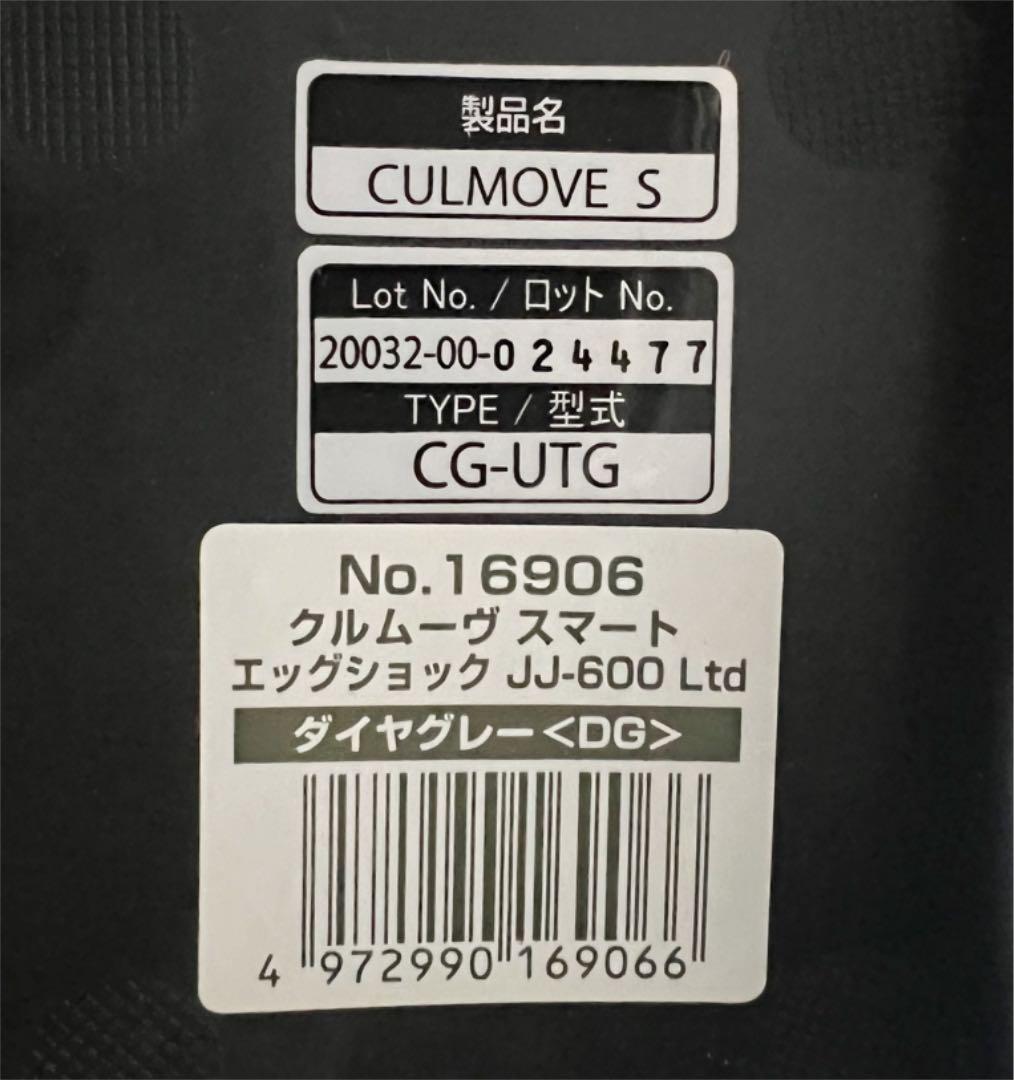 製品名
CULMOVE S
Lot No. / ロット No.
20032-00-024477
TYPE / 型式
CG-UTG
No.16906
クルムーヴ スマート
エッグショック JJ-600 Ltd
ダイヤグレー<DG>
4 972990 169066